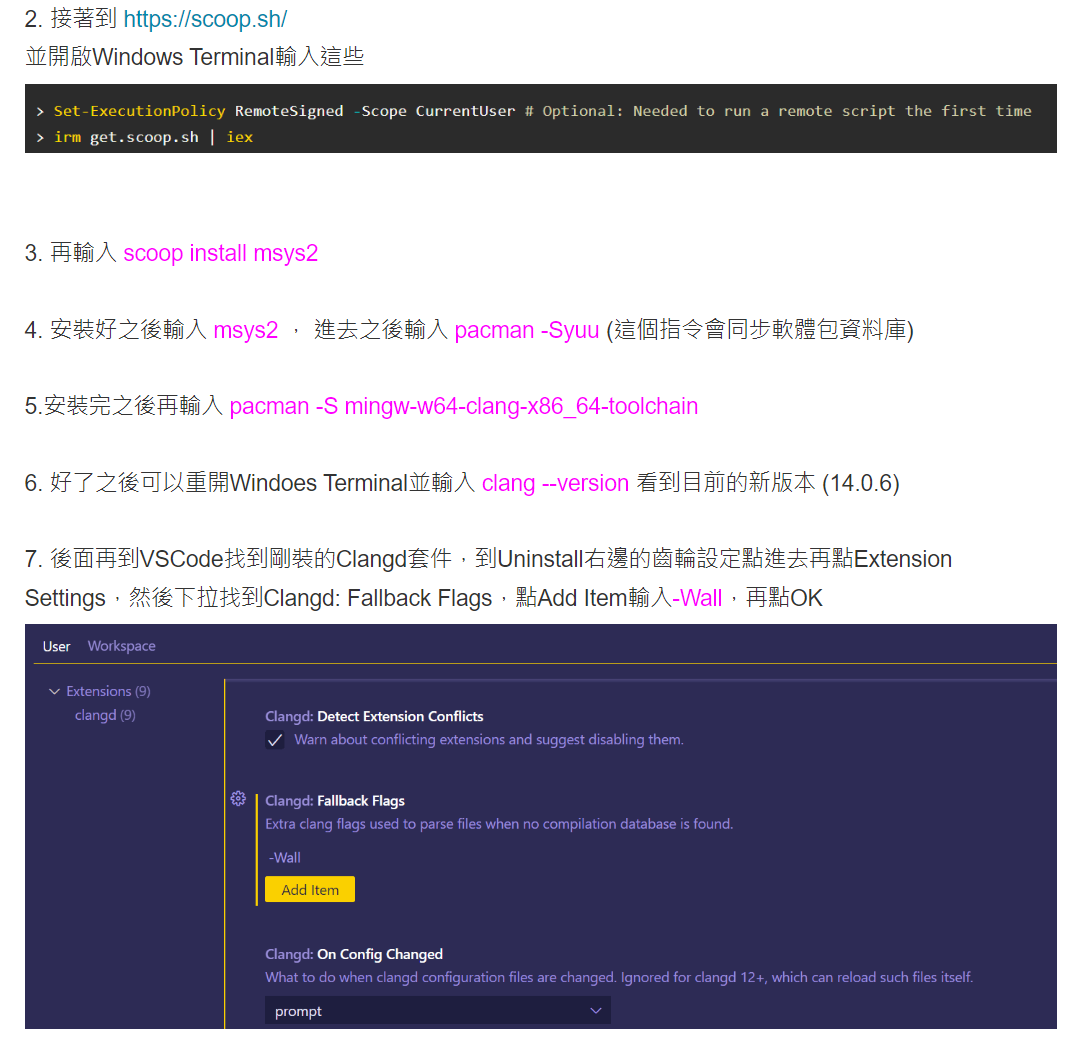 2. 接著到 https://scoop.sh/
並開啟Windows Terminal輸入這些
> Set-ExecutionPolicy RemoteSigned -Scope CurrentUser # Optional: Needed to run a remote script the first time
> irm get.scoop.sh | iex
3. 再輸入 scoop install msys2
4. 安裝好之後輸入 msys2 ， 進去之後輸入 pacman -Syuu (這個指令會同步軟體包資料庫)
5.安裝完之後再輸入 pacman -S mingw-w64-clang-x86_64-toolchain
6. 好了之後可以重開Windoes Terminal並輸入 clang --version 看到目前的新版本 (14.0.6)
7. 後面再到VSCode找到剛裝的Clangd套件，到Uninstall右邊的齒輪設定點進去再點Extension
Settings，然後下拉找到Clangd: Fallback Flags，點Add Item輸入-Wall，再點OK
User Workspace
Extensions (9)
clangd (9)
Clangd: Detect Extension Conflicts
Warn about conflicting extensions and suggest disabling them.
Clangd: Fallback Flags
Extra clang flags used to parse files when no compilation database is found.
-Wall
Add Item
Clangd: On Config Changed
What to do when clangd configuration files are changed. Ignored for clangd 12+, which can reload such files itself.
prompt